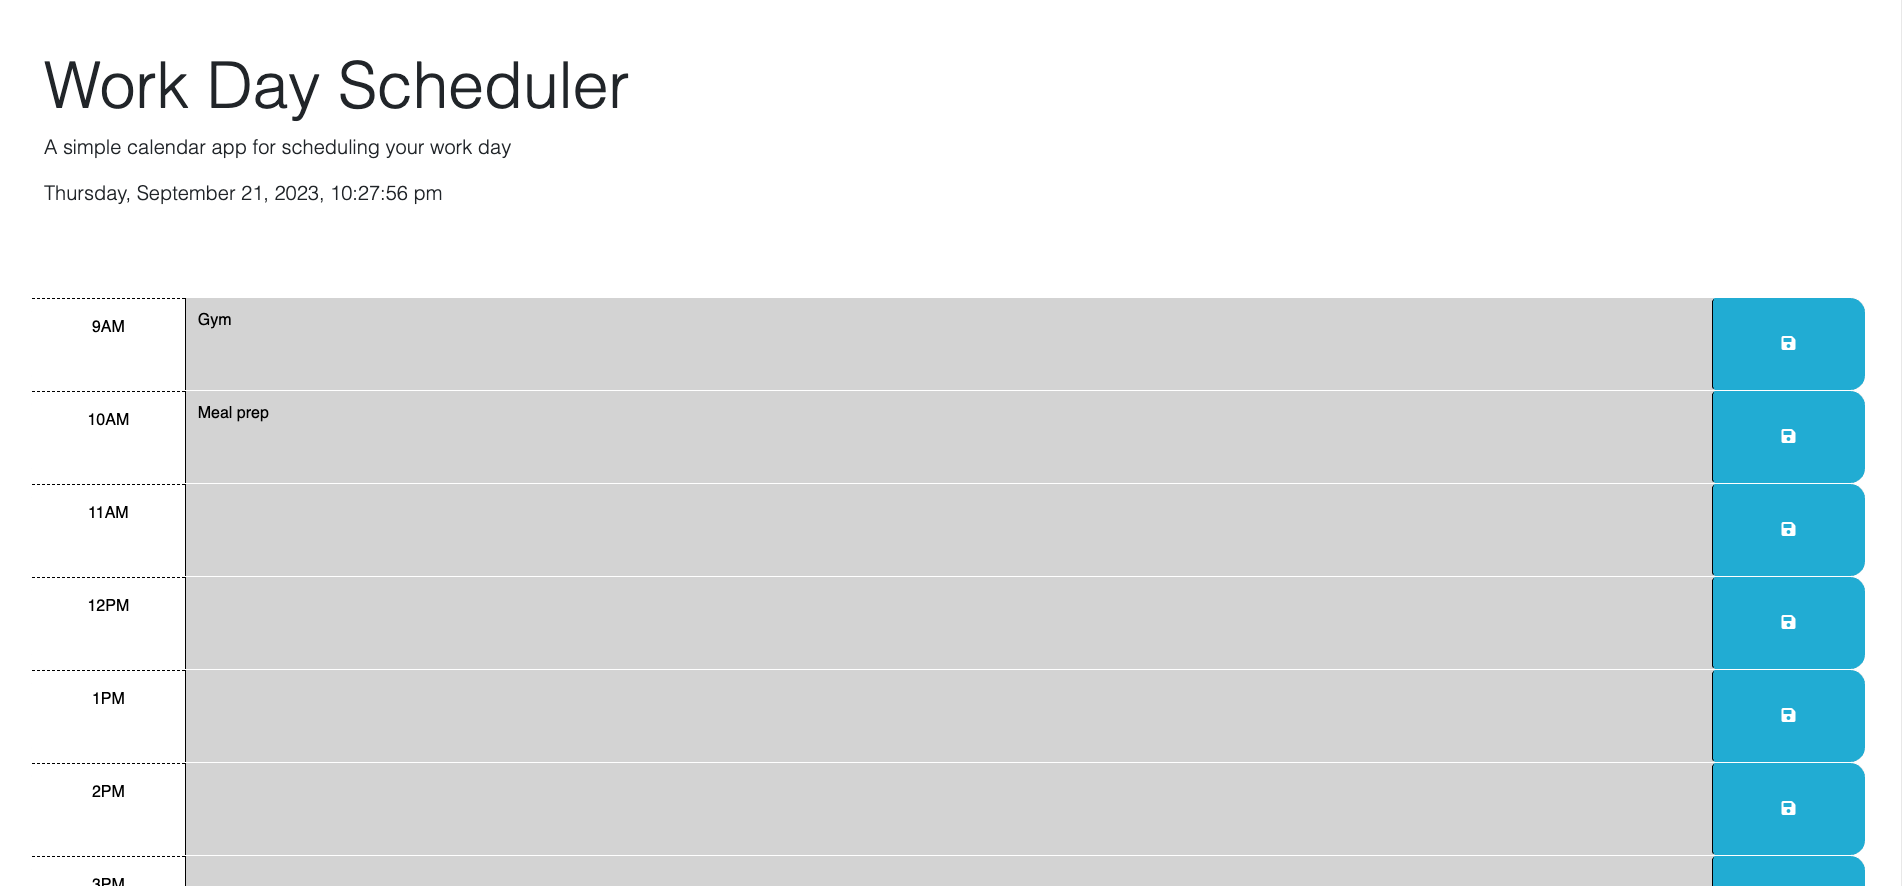 Work Day Scheduler
A simple calendar app for scheduling your work day
Thursday, September 21, 2023, 10:27:56 pm
9AM
Gym
10AM
Meal prep
11AM
12PM
1PM
2PM
3PM